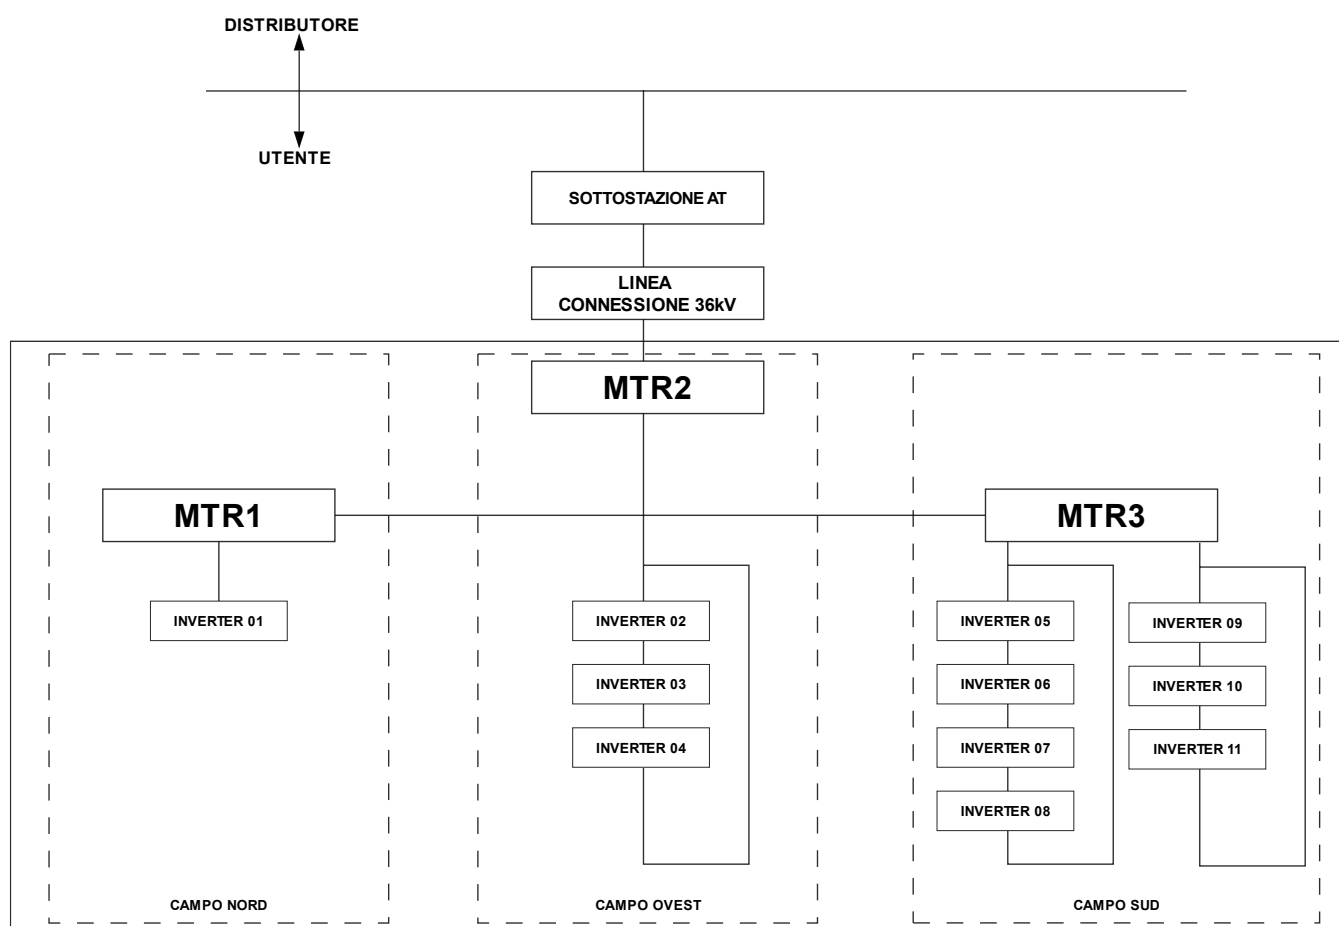 DISTRIBUTORE
UTENTE
SOTTOSTAZIONE AT
LINEA
CONNESSIONE 36kV
MTR2
MTR1
MTR3
INVERTER 01
INVERTER 02
INVERTER 03
INVERTER 04
INVERTER 05
INVERTER 06
INVERTER 07
INVERTER 08
INVERTER 09
INVERTER 10
INVERTER 11
CAMPO NORD
CAMPO OVEST
CAMPO SUD